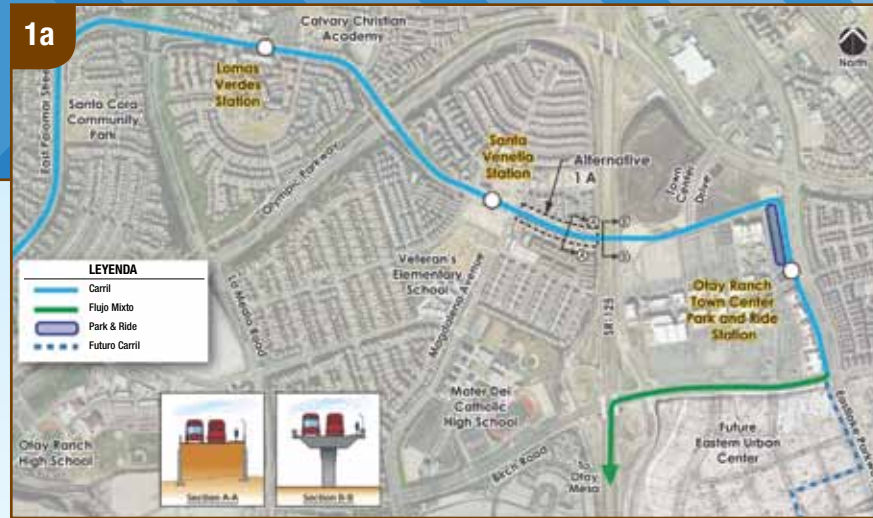 1a
Calvary Christian
Academy
North
Lomas
Verdes
Station
East Palomar Street
Santa Cora
Community
Park
Olympic Parkway
Santa
Venetia
Station
Alternative
1 A
Town
Center
Drive
LEYENDA
Carril
Flujo Mixto
Park & Ride
Futuro Carril
Veteran's
Elementary
School
La Media Road
Magdalena Avenue
SR-125
Otay Ranch
Town Center
Park and Ride
Station
Mater Dei
Catholic
High School
Otay Ranch
High School
Section A-A
Section B-B
Birch Road
To
Otay
Mesa
Future
Eastern Urban
Center
Eastlake Parkway